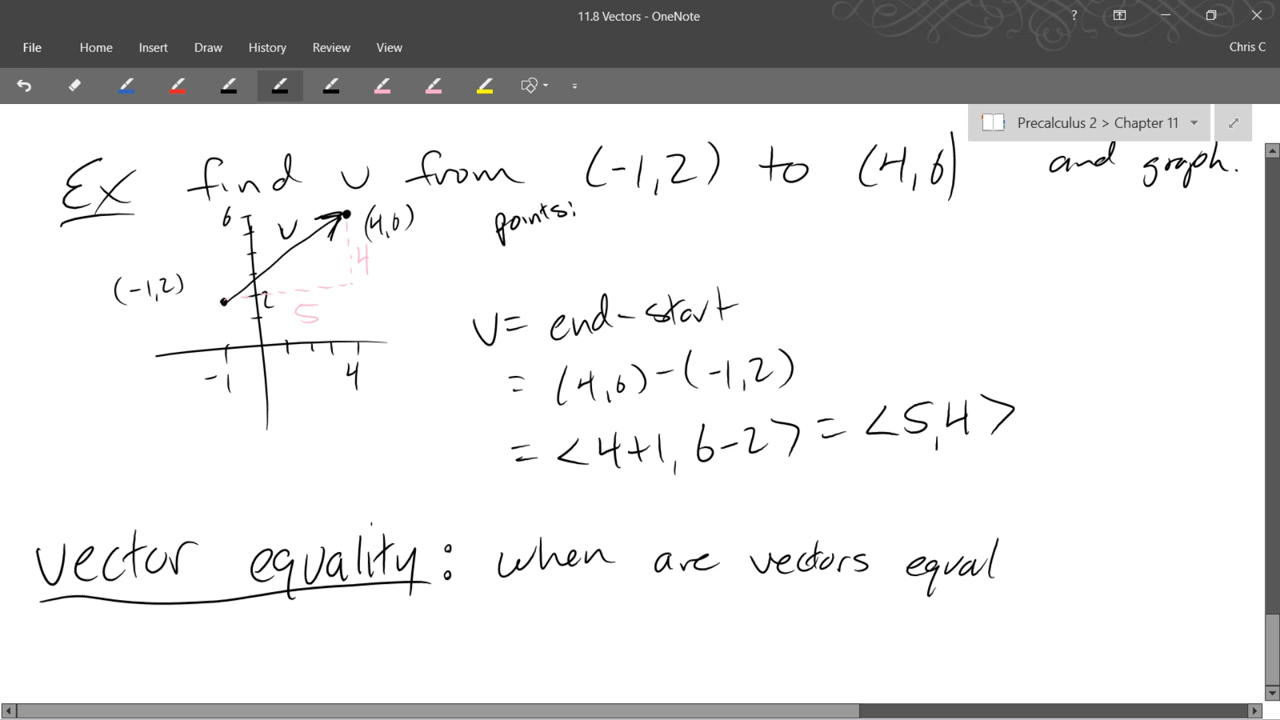 11.8 Vectors - OneNote
?
File Home Insert Draw History Review View
Chris C
Precalculus 2 > Chapter 11
Ex find v from (-1,2) to (4,6) and graph.
points:
6
v
(4,6)
4
(-1,2)
2
5
-1
4
v= end-start
= (4,6)-(-1,2)
= <4+1, 6-2> = <5,4>
vector equality: when are vectors equal